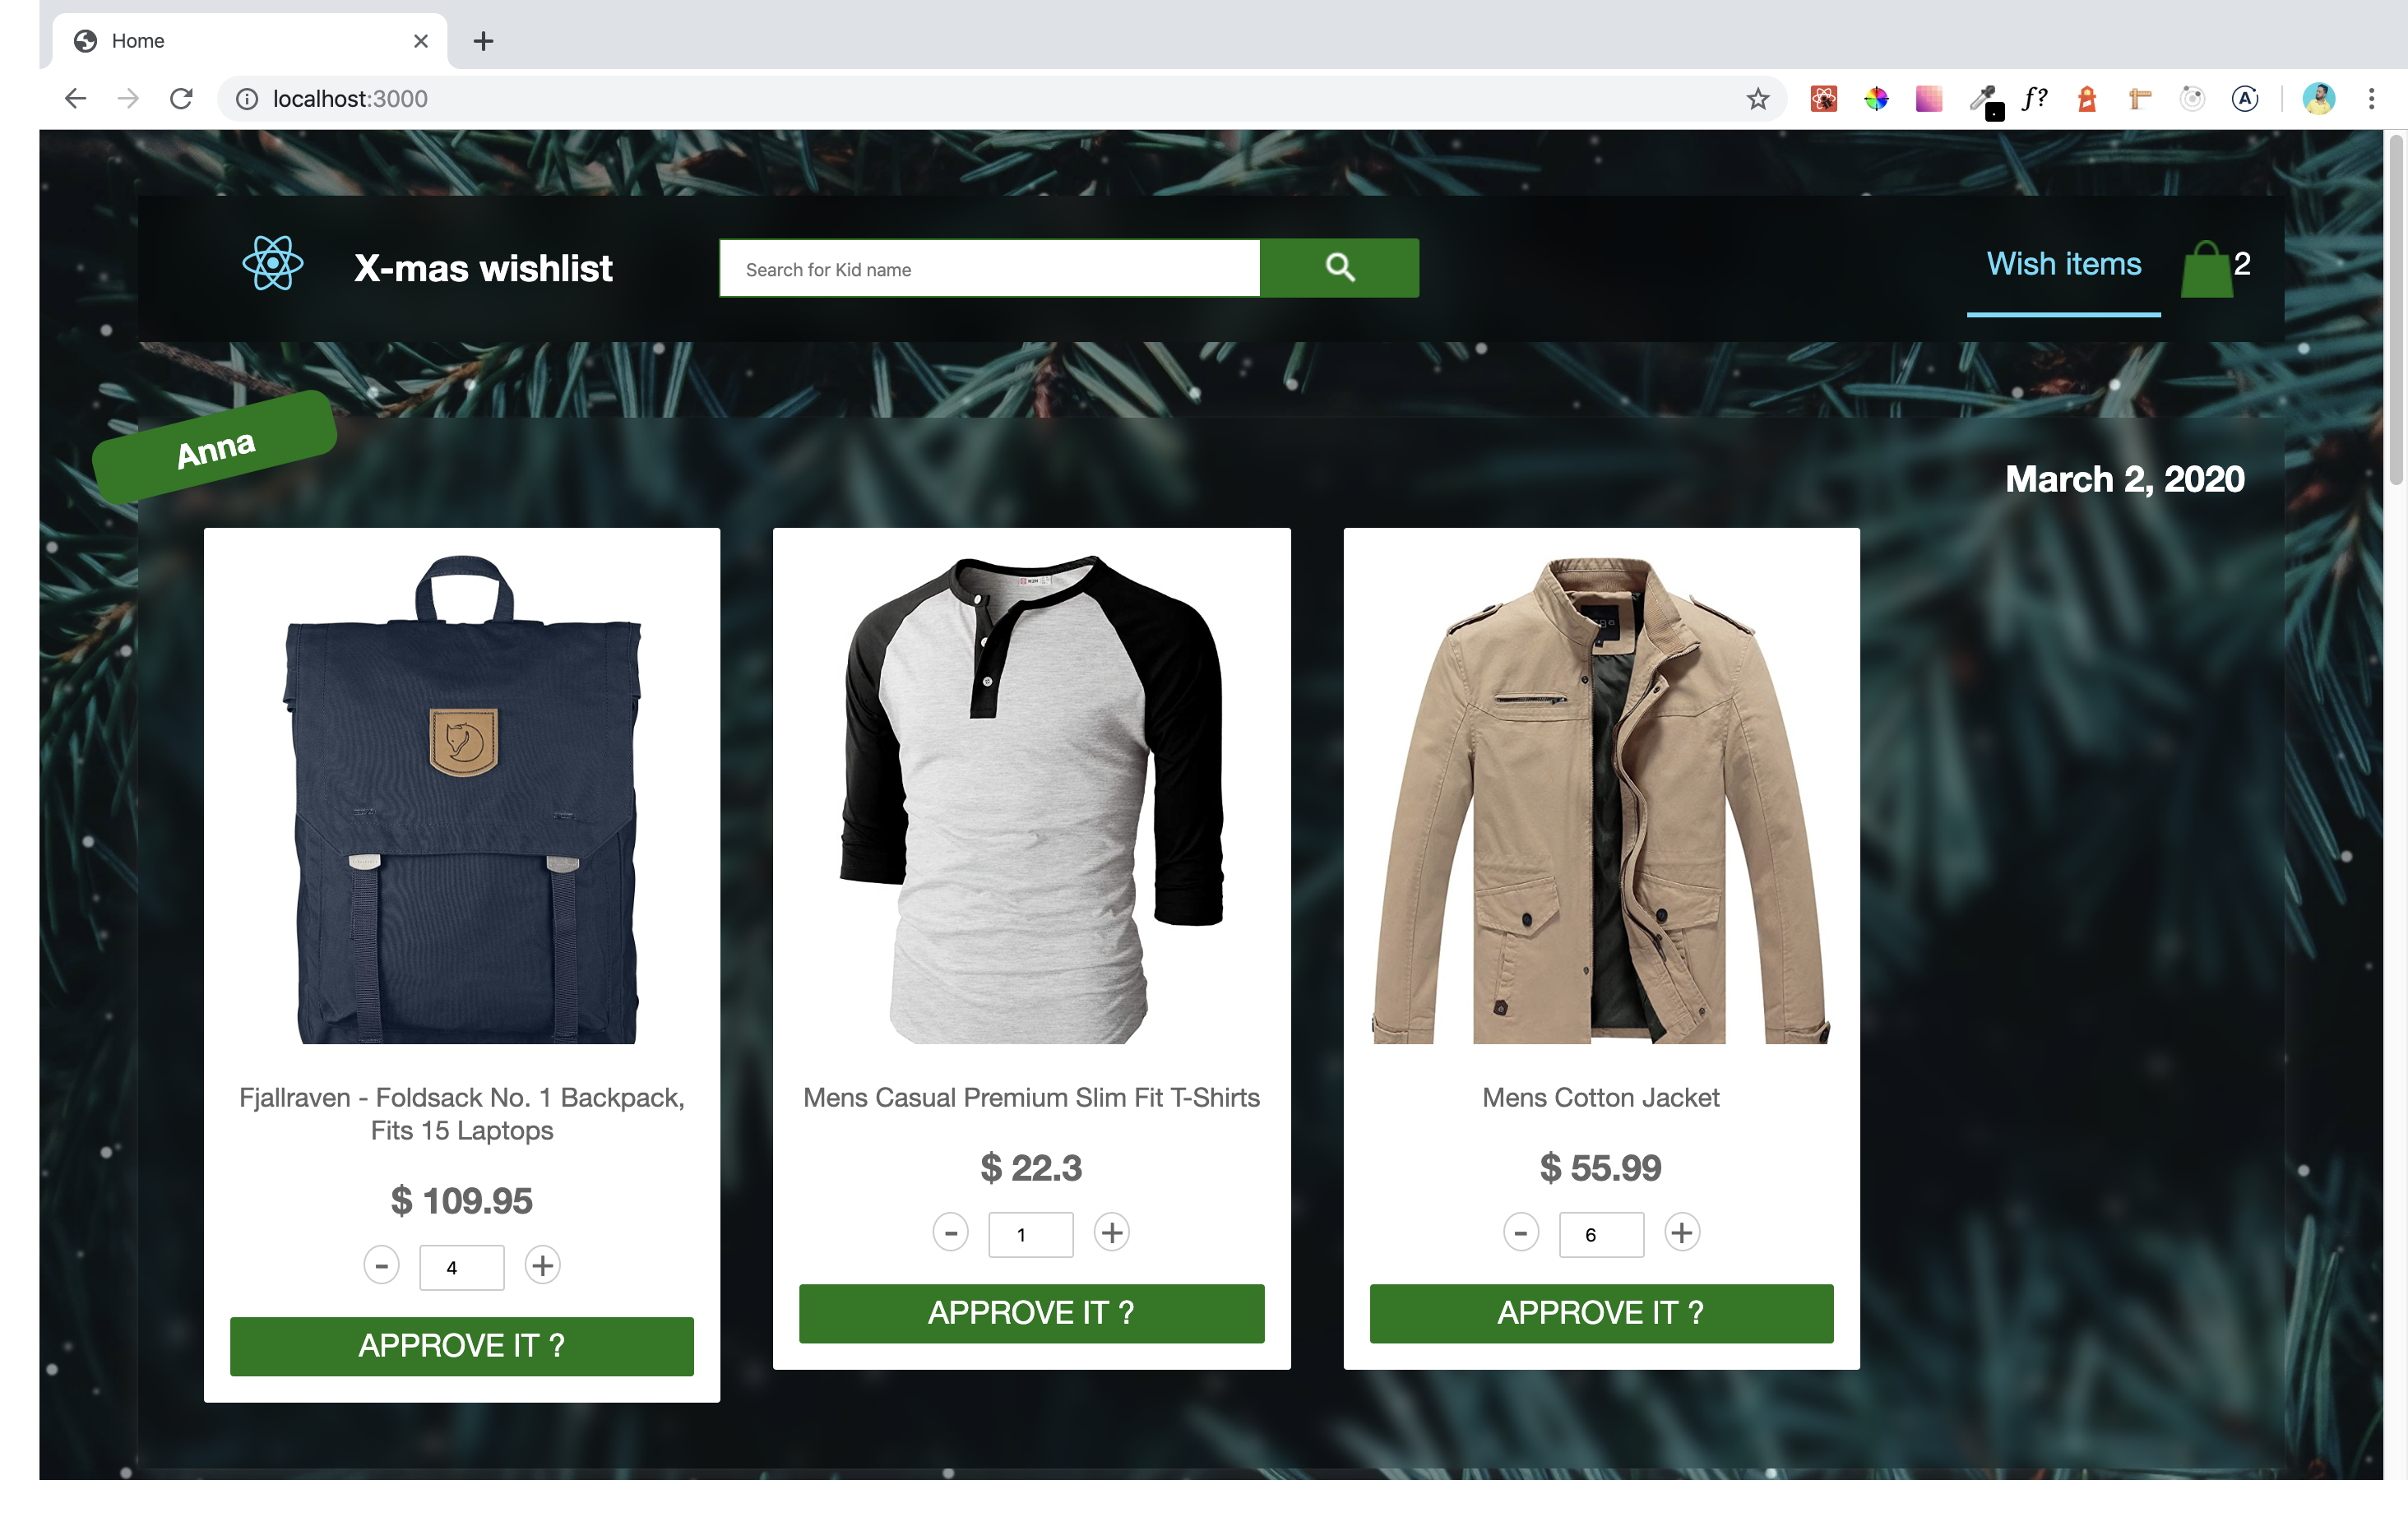 Home
localhost:3000
f?
A
X-mas wishlist
Search for Kid name
Wish items
2
Anna
March 2, 2020
Fjallraven - Foldsack No. 1 Backpack,
Fits 15 Laptops
$ 109.95
- 4 +
APPROVE IT ?
Mens Casual Premium Slim Fit T-Shirts
$ 22.3
- 1 +
APPROVE IT ?
Mens Cotton Jacket
$ 55.99
- 6 +
APPROVE IT ?